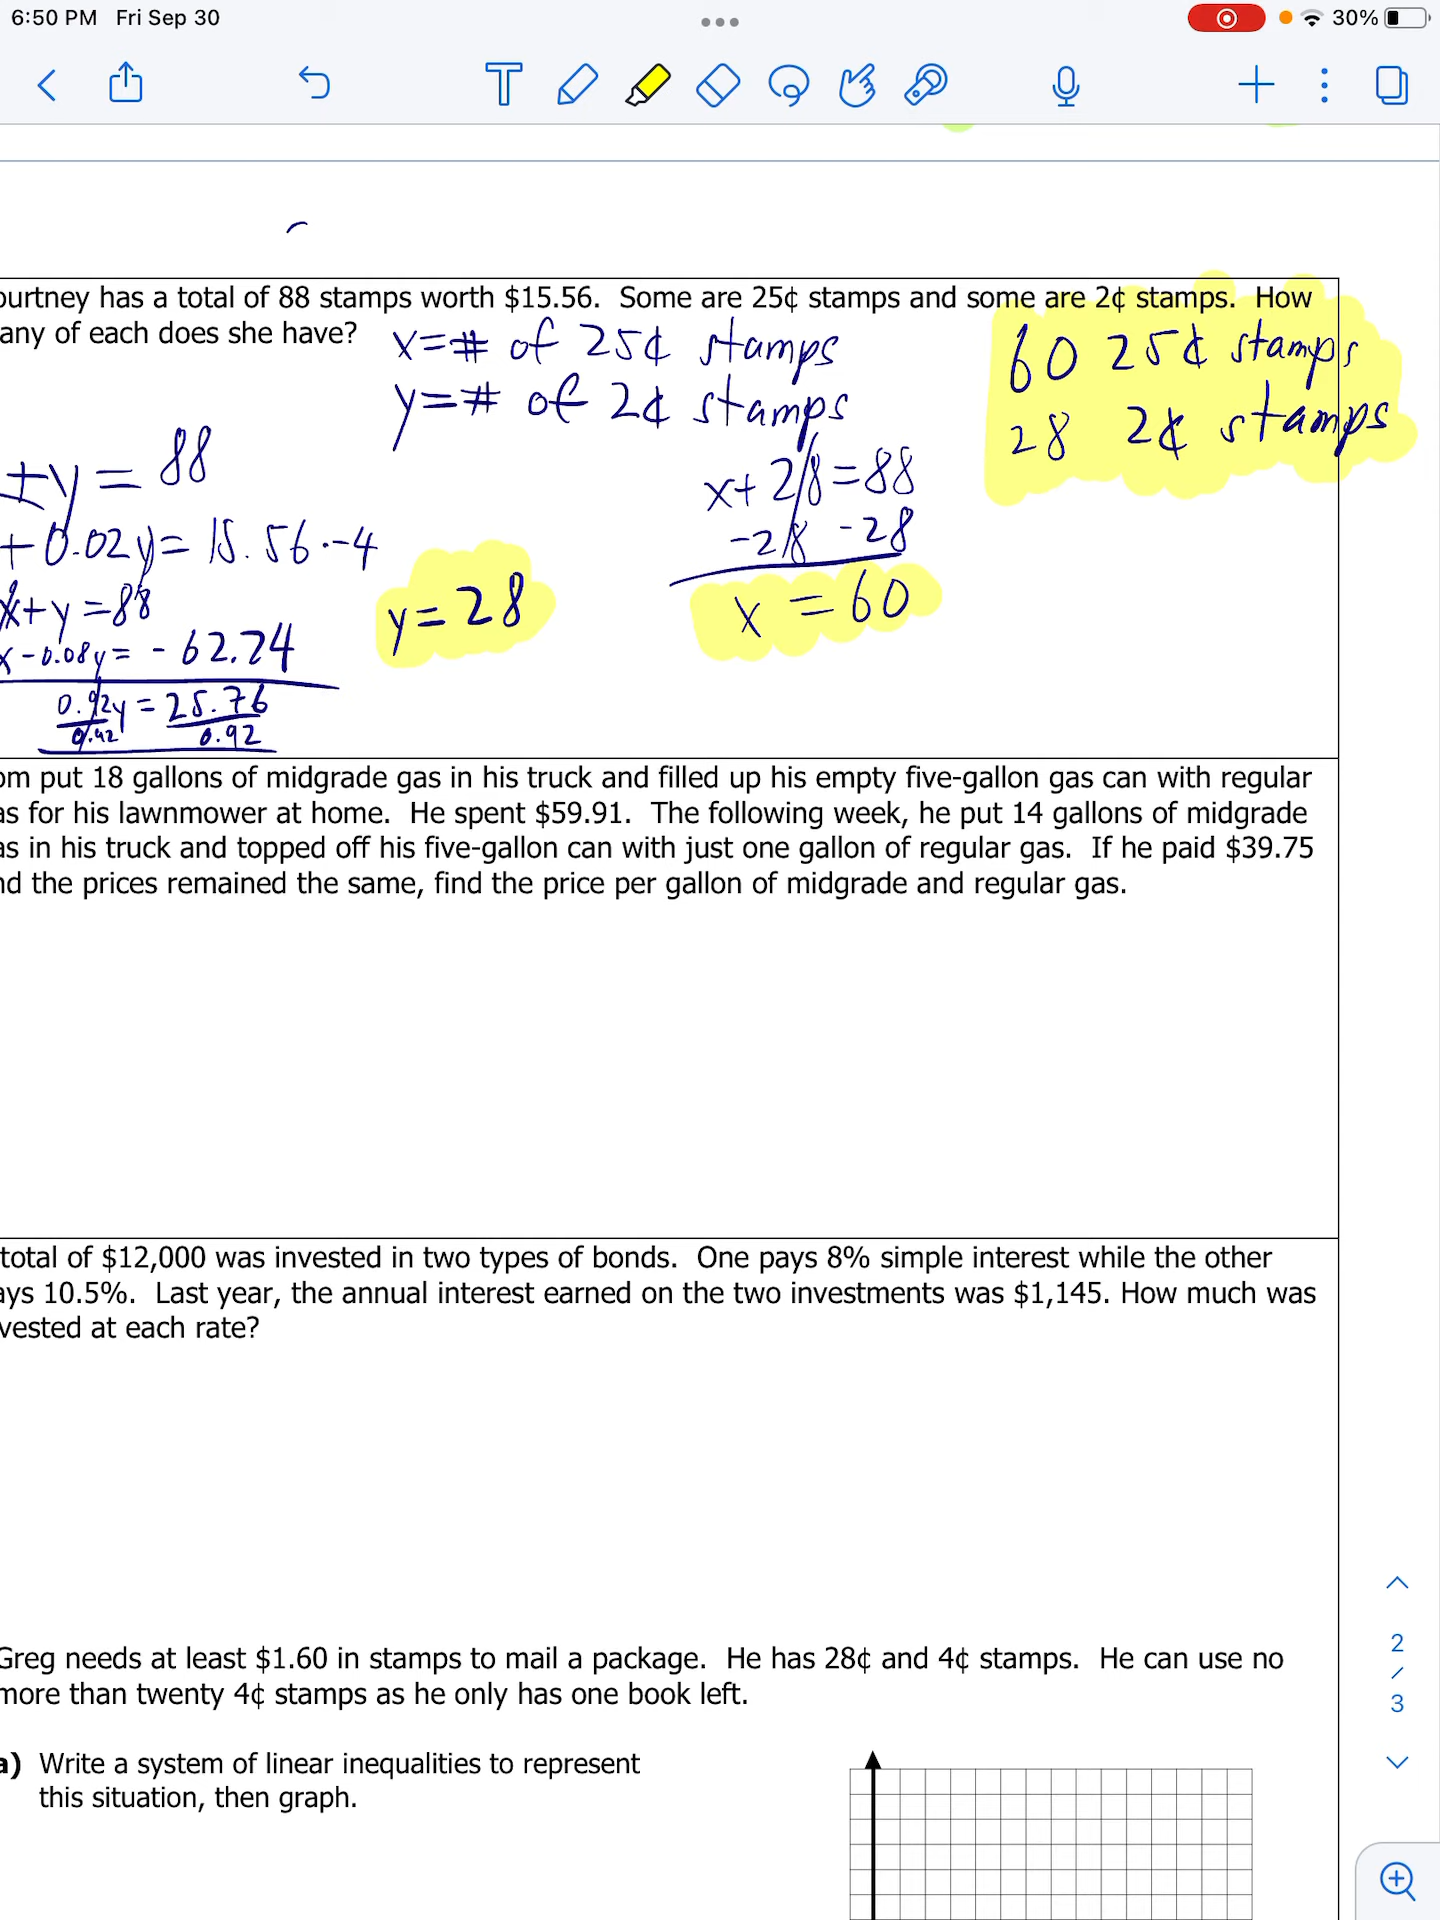 6:50 PM Fri Sep 30
30%
ourtney has a total of 88 stamps worth $15.56. Some are 25¢ stamps and some are 2¢ stamps. How
any of each does she have?
x=# of 25¢ stamps
y=# of 2¢ stamps
60 25¢ stamps
28 2¢ stamps
+y = 88
+0.02y= 15.56·-4
x+y=88
x-0.08y= -62.24
0.92y = 25.76
0.92 0.92
y=28
x+28=88
-28 -28
x = 60
om put 18 gallons of midgrade gas in his truck and filled up his empty five-gallon gas can with regular
as for his lawnmower at home. He spent $59.91. The following week, he put 14 gallons of midgrade
as in his truck and topped off his five-gallon can with just one gallon of regular gas. If he paid $39.75
nd the prices remained the same, find the price per gallon of midgrade and regular gas.
total of $12,000 was invested in two types of bonds. One pays 8% simple interest while the other
ays 10.5%. Last year, the annual interest earned on the two investments was $1,145. How much was
vested at each rate?
Greg needs at least $1.60 in stamps to mail a package. He has 28¢ and 4¢ stamps. He can use no
more than twenty 4¢ stamps as he only has one book left.
a) Write a system of linear inequalities to represent
this situation, then graph.
2
/
3